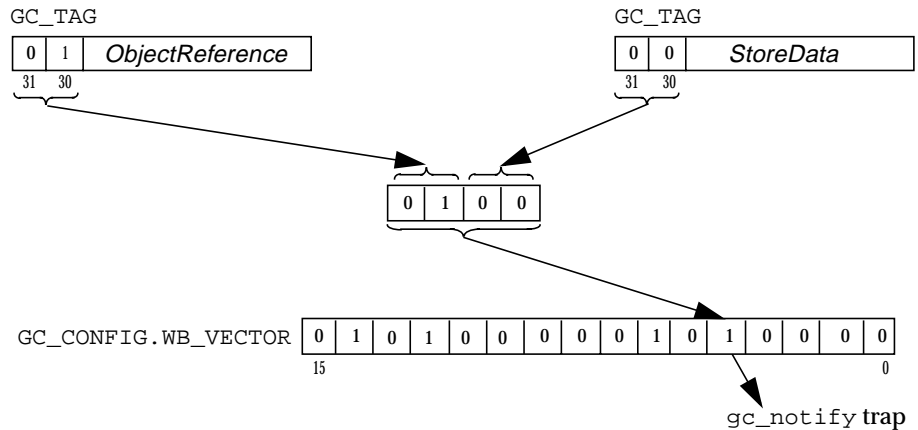 GC_TAG GC_TAG
0 1 ObjectReference 0 0 StoreData
31 30 31 30
0 1 0 0
GC_CONFIG.WB_VECTOR 0 1 0 1 0 0 0 0 0 1 0 1 0 0 0 0
15 0
gc_notify trap